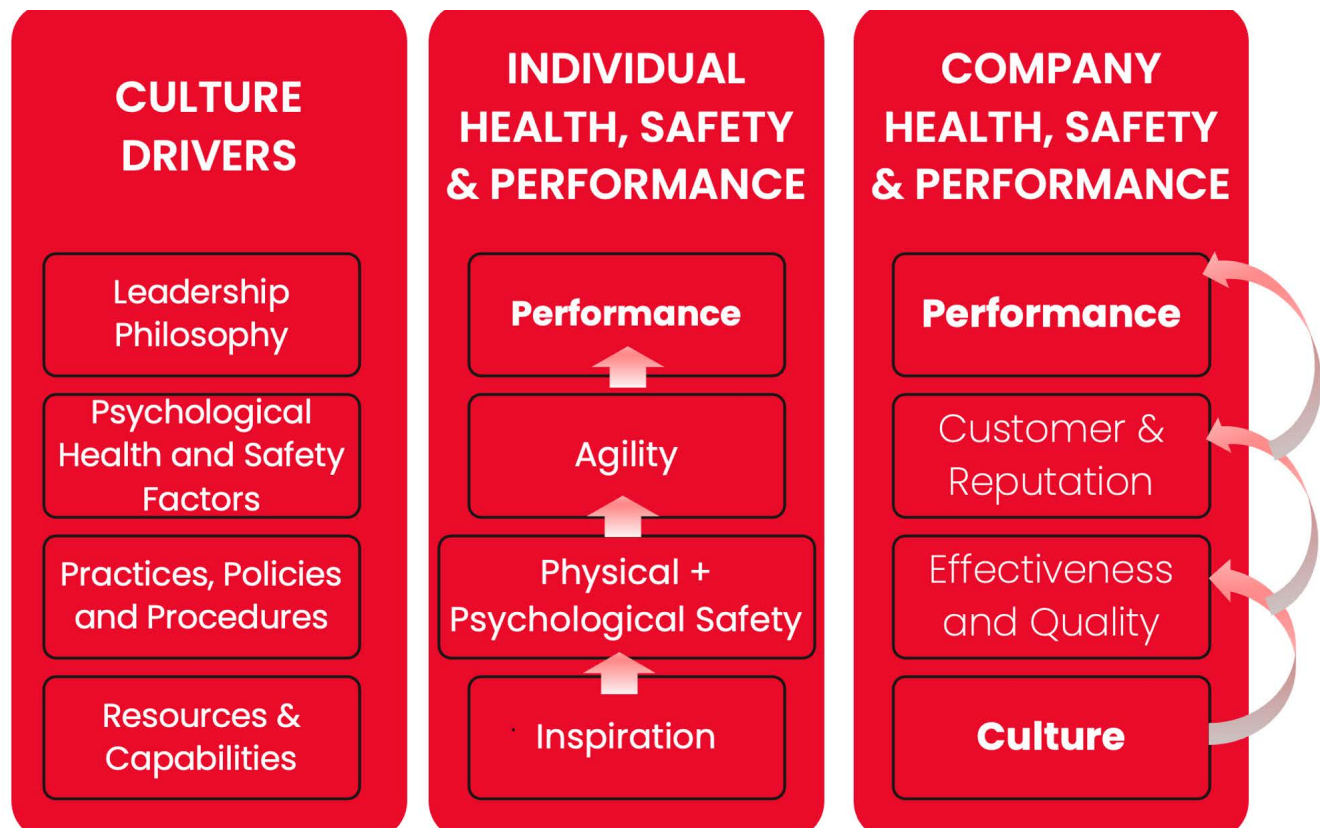 CULTURE
DRIVERS
Leadership
Philosophy
Psychological
Health and Safety
Factors
Practices, Policies
and Procedures
Resources &
Capabilities
INDIVIDUAL
HEALTH, SAFETY
& PERFORMANCE
Performance
Agility
Physical +
Psychological Safety
Inspiration
COMPANY
HEALTH, SAFETY
& PERFORMANCE
Performance
Customer &
Reputation
Effectiveness
and Quality
Culture